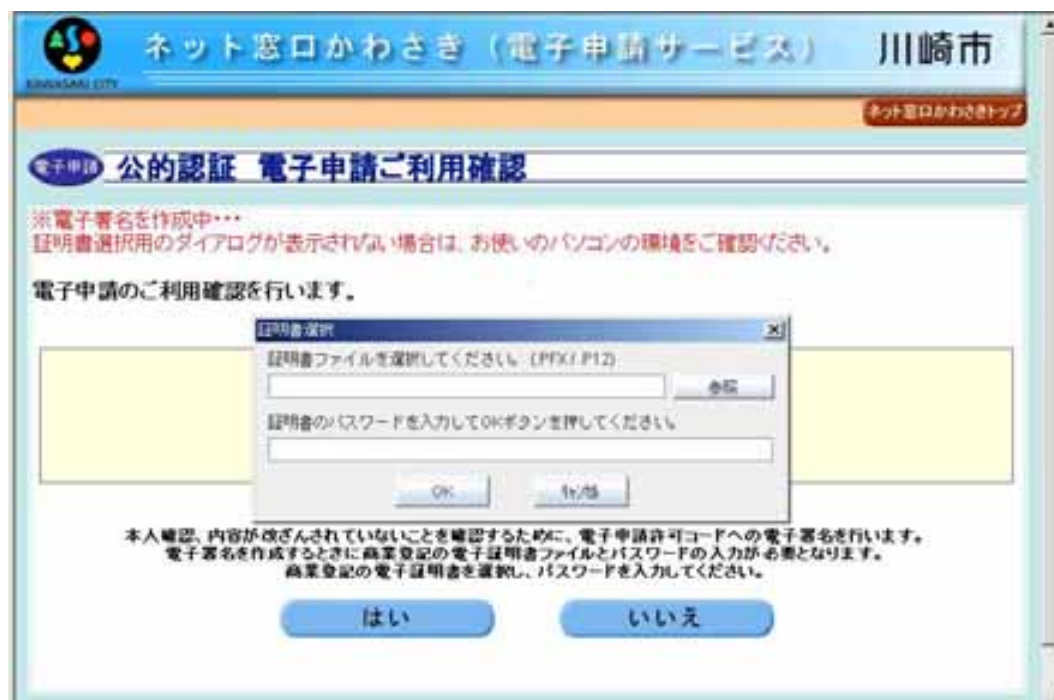 ネット窓口かわさき（電子申請サービス）
川崎市
KAWASAKI CITY
ネット窓口かわさきトップ
電子申請
公的認証 電子申請ご利用確認
※電子署名を作成中・・・
証明書選択用のダイアログが表示されない場合は、お使いのパソコンの環境をご確認ください。
電子申請のご利用確認を行います。
証明書選択
証明書ファイルを選択してください。(.PFX/.P12)
参照
証明書のパスワードを入力してOKボタンを押してください。
OK
ｷｬﾝｾﾙ
本人確認、内容が改ざんされていないことを確認するために、電子申請許可コードへの電子署名を行います。
電子署名を作成するときに商業登記の電子証明書ファイルとパスワードの入力が必要となります。
商業登記の電子証明書を選択し、パスワードを入力してください。
はい
いいえ